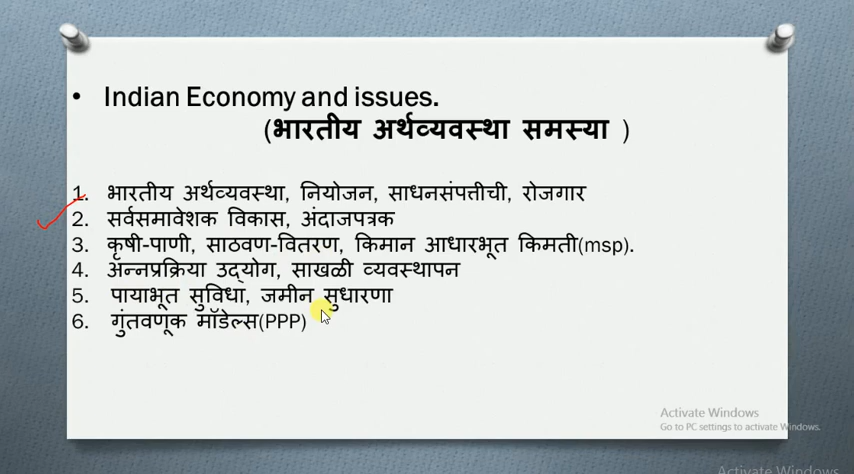 • Indian Economy and issues.
(भारतीय अर्थव्यवस्था समस्या )
1. भारतीय अर्थव्यवस्था, नियोजन, साधनसंपत्तीची, रोजगार
2. सर्वसमावेशक विकास, अंदाजपत्रक
3. कृषी-पाणी, साठवण-वितरण, किमान आधारभूत किमती(msp).
4. अन्नप्रक्रिया उद्योग, साखळी व्यवस्थापन
5. पायाभूत सुविधा, जमीन सुधारणा
6. गुंतवणूक मॉडेल्स(PPP)
Activate Windows
Go to PC settings to activate Windows.
Activate Windows